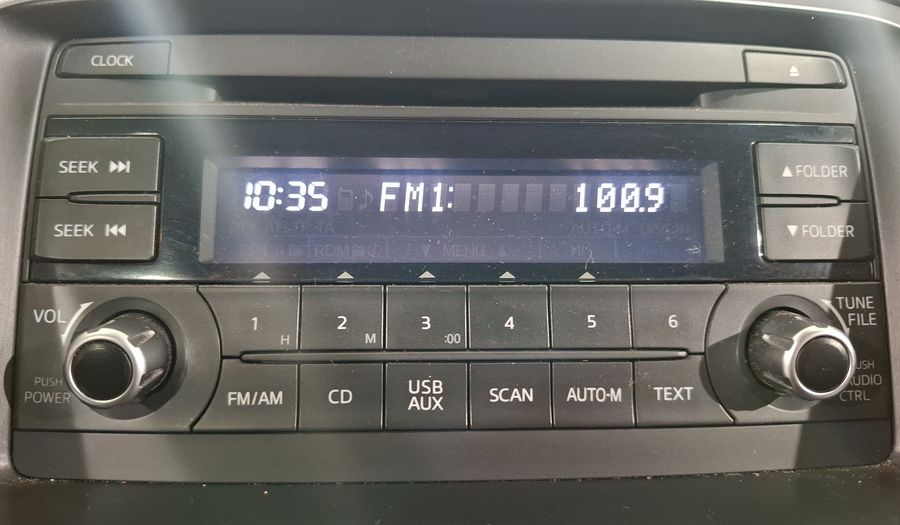 CLOCK
SEEK
SEEK
10:35 FM1: 100.9
RDM MENU
FOLDER
FOLDER
VOL
PUSH
POWER
1 H
2 M
3 :00
4
5
6
FM/AM
CD
USB
AUX
SCAN
AUTO-M
TEXT
TUNE
FILE
PUSH
AUDIO
CTRL